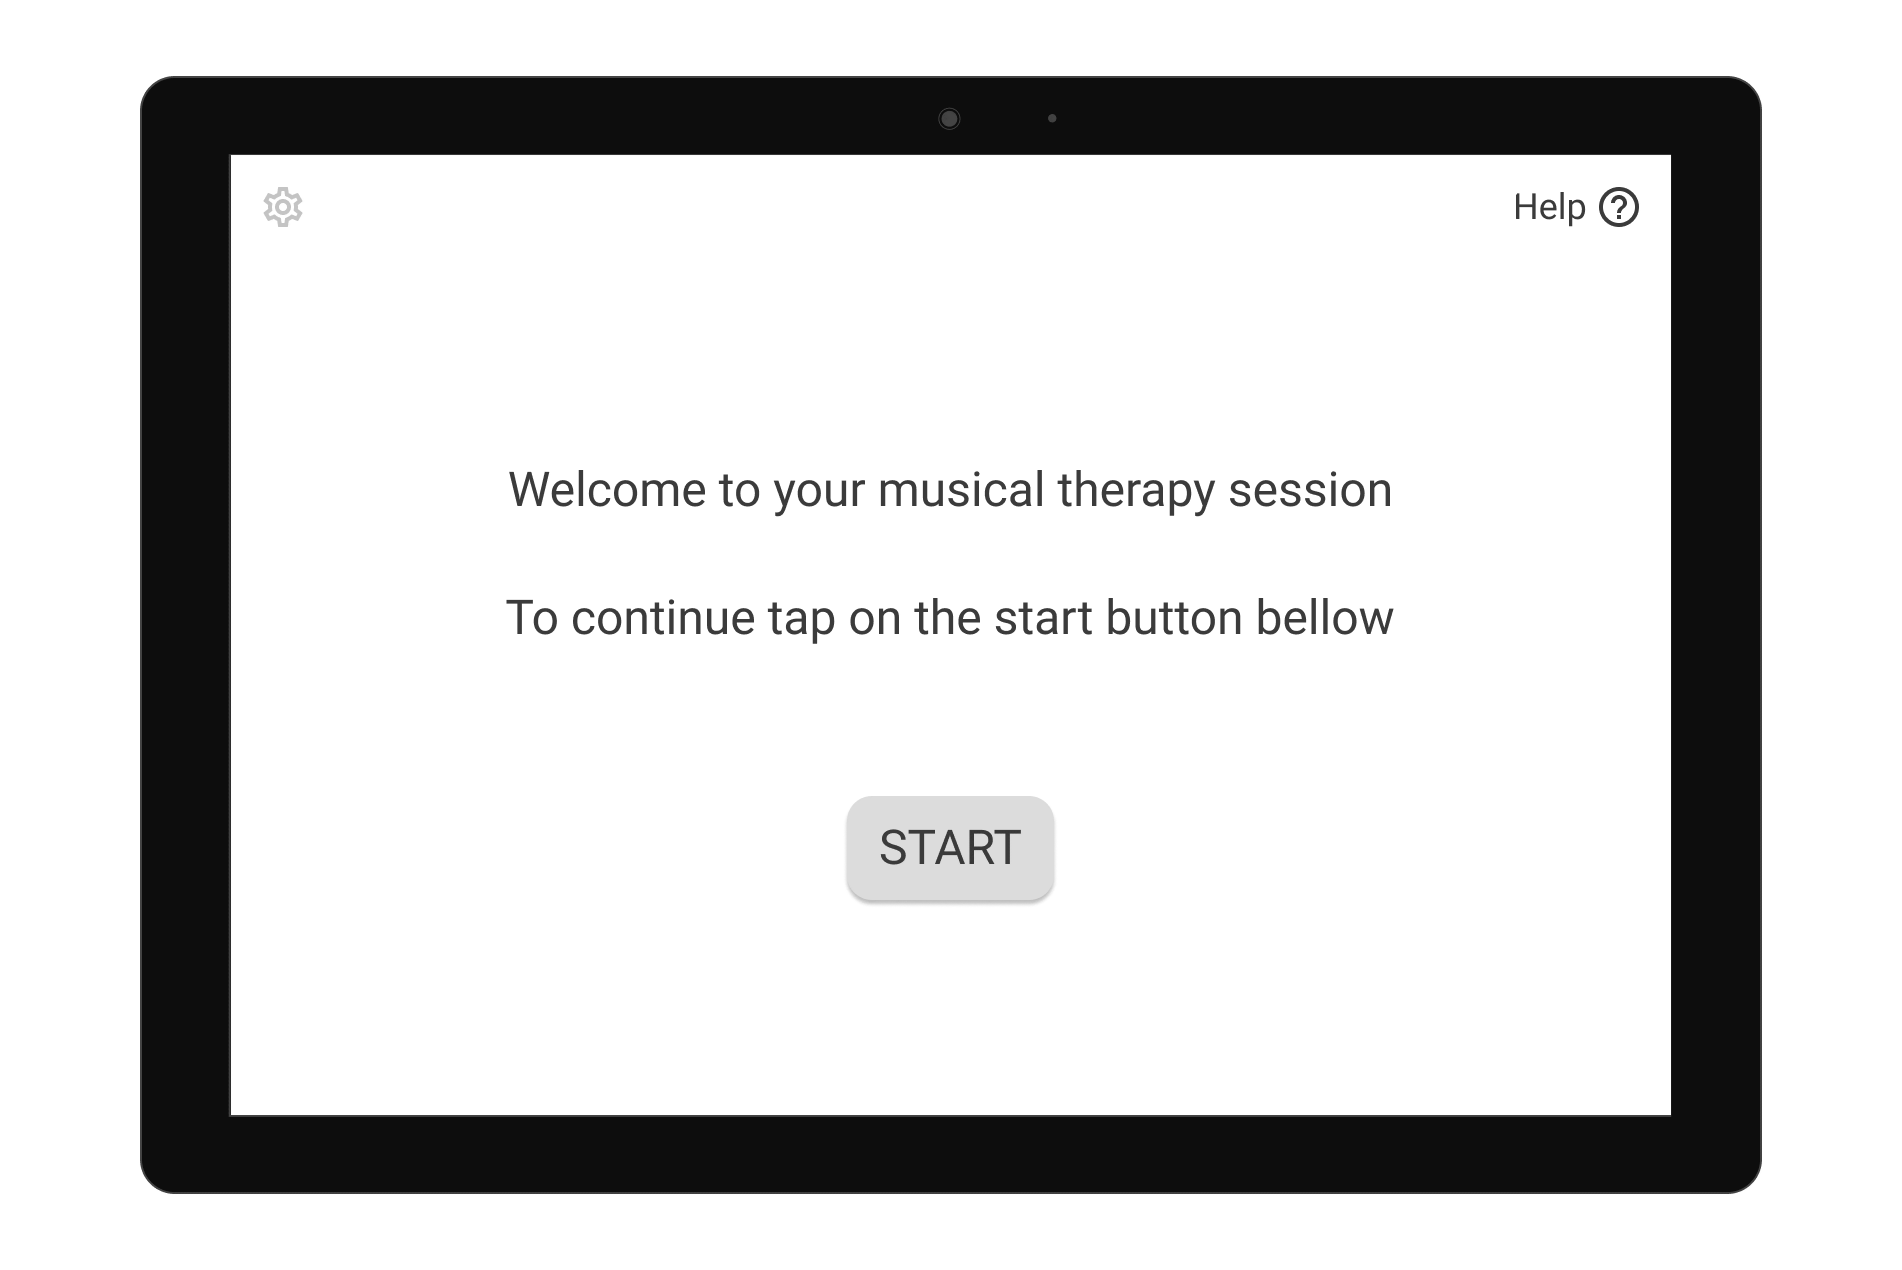 Help
Welcome to your musical therapy session
To continue tap on the start button bellow
START